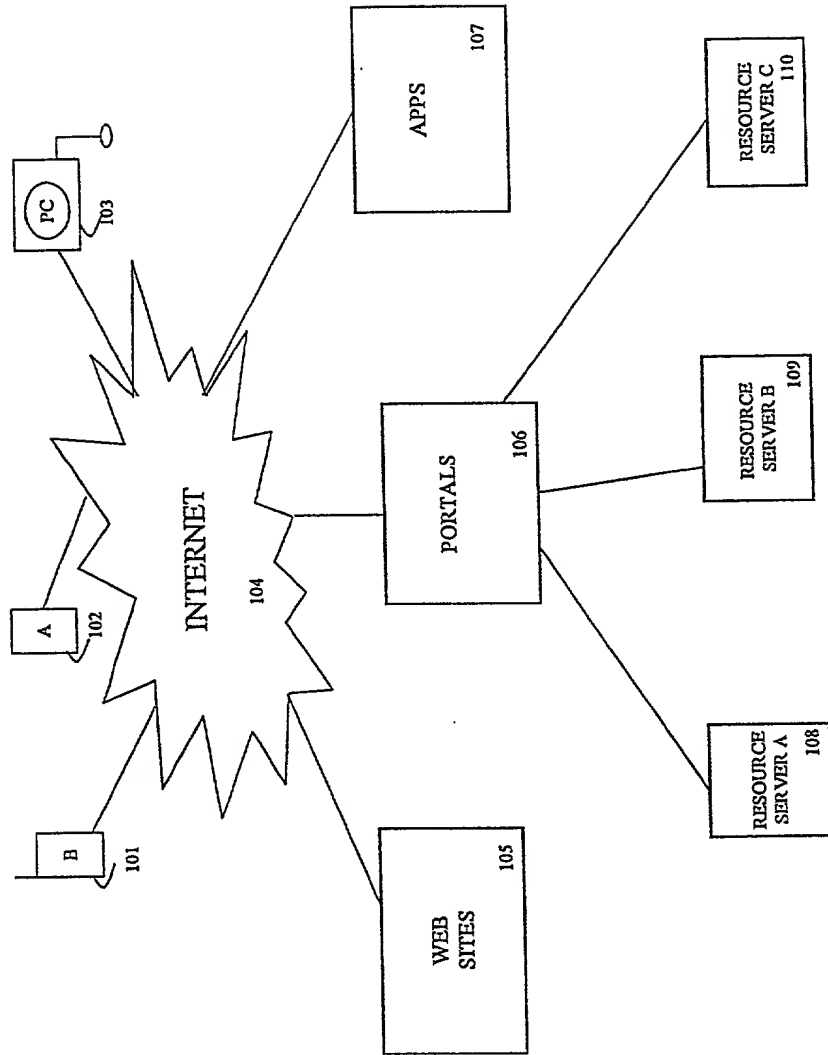 B
101
A
102
PC
103
INTERNET
104
WEB
SITES
105
PORTALS
106
APPS
107
RESOURCE
SERVER A
108
RESOURCE
SERVER B
109
RESOURCE
SERVER C
110